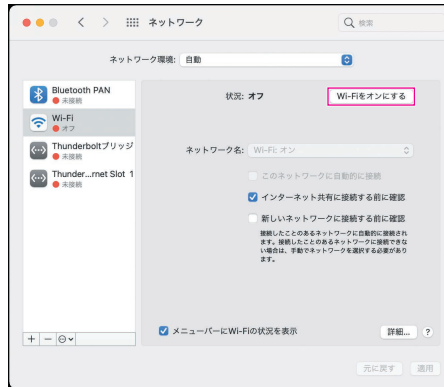 ネットワーク
検索
ネットワーク環境: 自動
Bluetooth PAN
未接続
Wi-Fi
オフ
Thunderboltブリッジ
未接続
Thunder...rnet Slot 1
未接続
状況: オフ
Wi-Fiをオンにする
ネットワーク名: Wi-Fi: オン
このネットワークに自動的に接続
インターネット共有に接続する前に確認
新しいネットワークに接続する前に確認
接続したことのあるネットワークに自動的に接続され
ます。接続したことのあるネットワークに接続できな
い場合は、手動でネットワークを選択する必要があり
ます。
メニューバーにWi-Fiの状況を表示
詳細... ?
元に戻す 適用